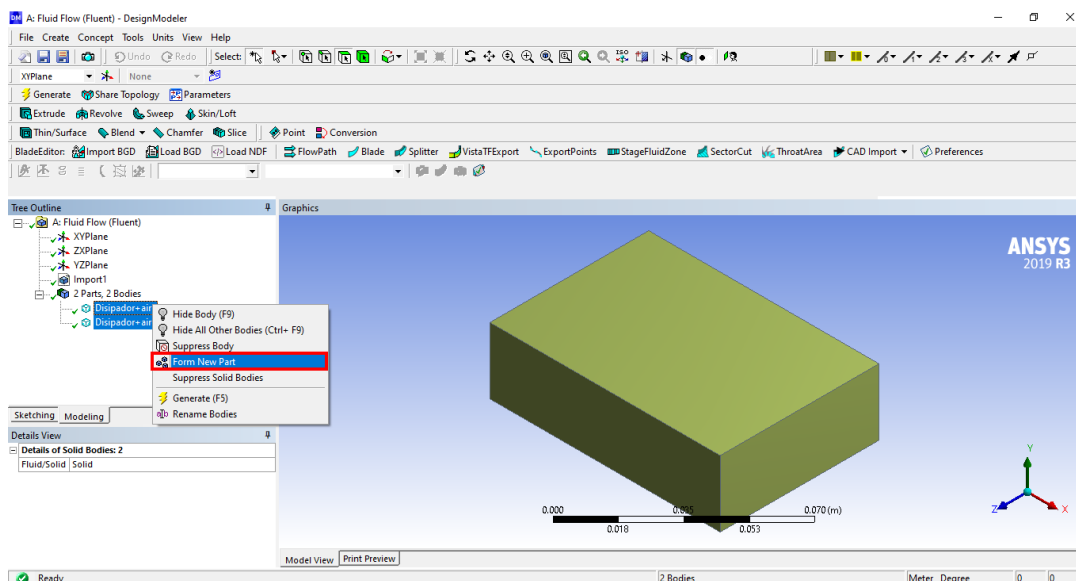 DM A: Fluid Flow (Fluent) - DesignModeler
File Create Concept Tools Units View Help
Undo Redo Select:
XYPlane None
Generate Share Topology Parameters
Extrude Revolve Sweep Skin/Loft
Thin/Surface Blend Chamfer Slice Point Conversion
BladeEditor: Import BGD Load BGD Load NDF FlowPath Blade Splitter VistaTFExport ExportPoints StageFluidZone SectorCut ThroatArea CAD Import Preferences
Tree Outline
Graphics
A: Fluid Flow (Fluent)
XYPlane
ZXPlane
YZPlane
Import1
2 Parts, 2 Bodies
Disipador+air
Disipador+air
Hide Body (F9)
Hide All Other Bodies (Ctrl+ F9)
Suppress Body
Form New Part
Suppress Solid Bodies
Generate (F5)
Rename Bodies
Sketching Modeling
Details View
Details of Solid Bodies: 2
Fluid/Solid Solid
ANSYS
2019 R3
0.000 0.035 0.070 (m)
0.018 0.053
Y
Z X
Model View Print Preview
Ready 2 Bodies Meter Degree 0 0